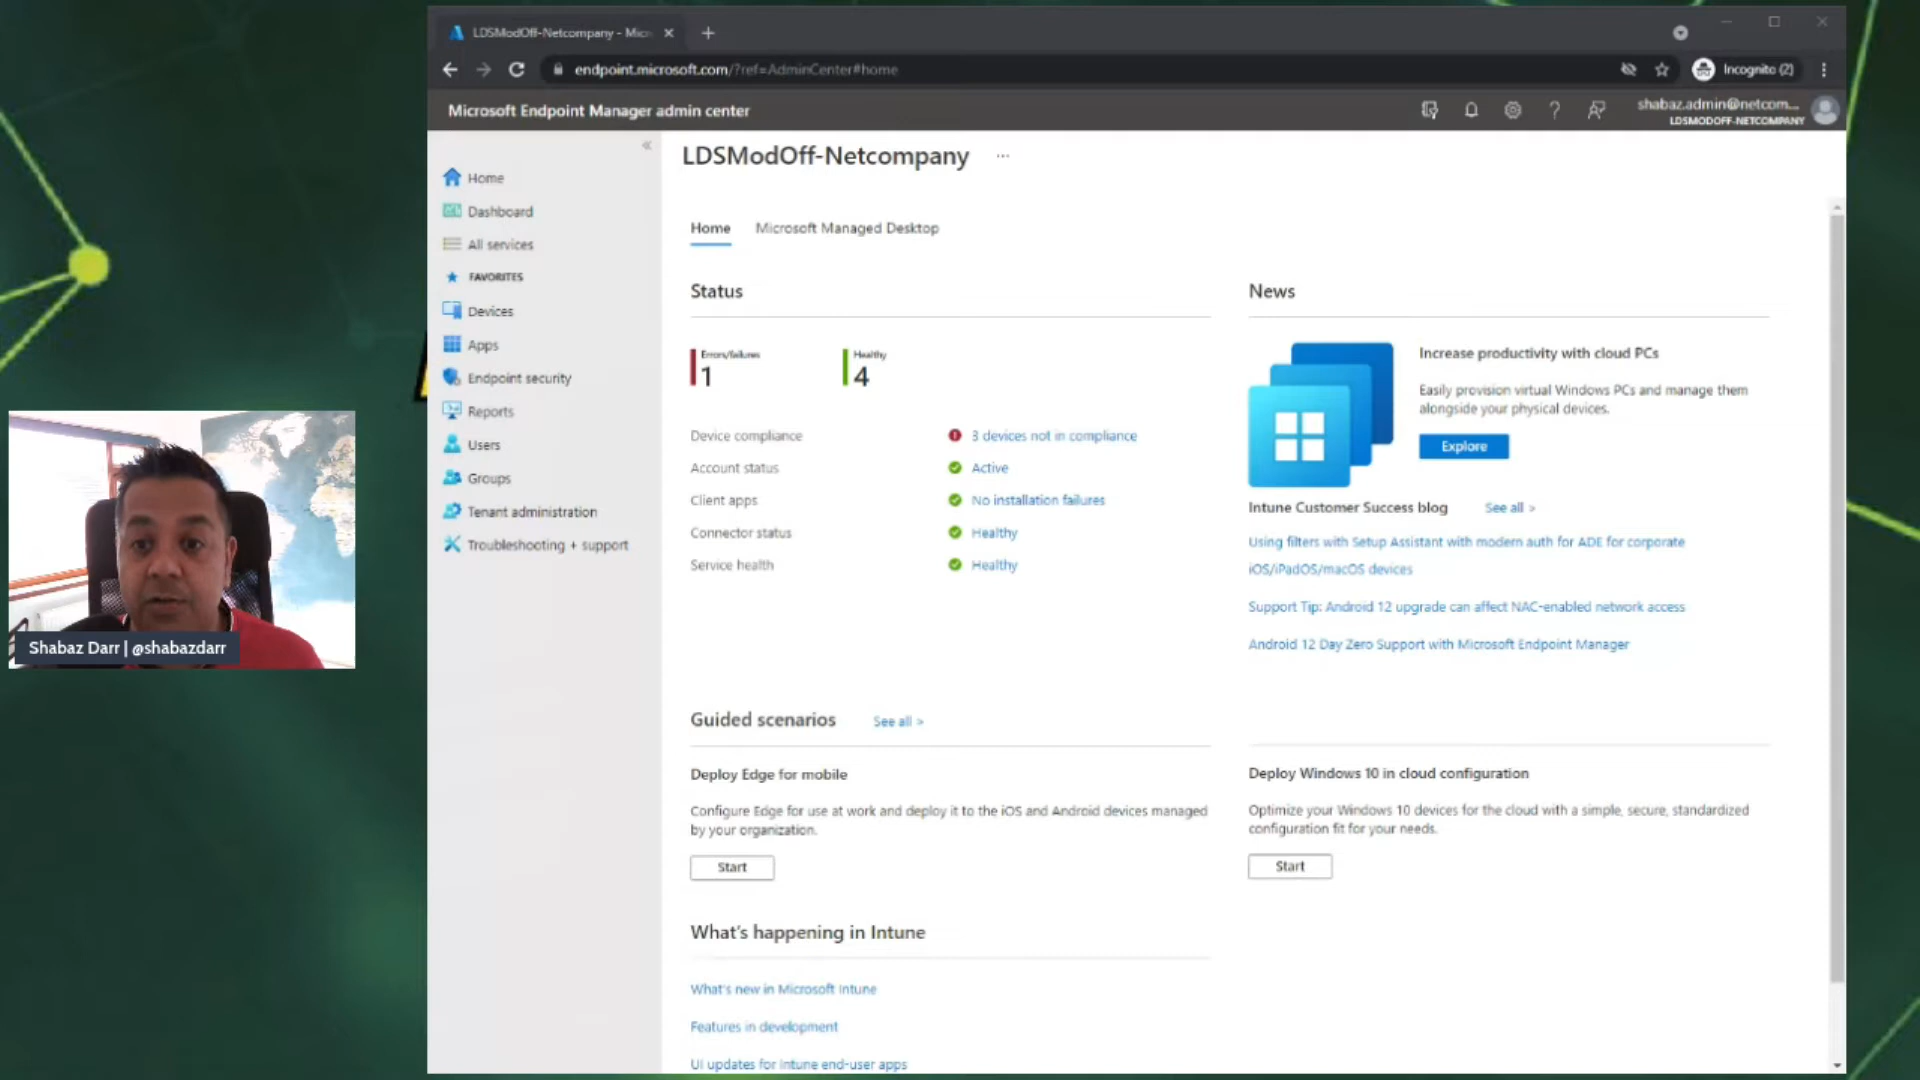 LDSModOff-Netcompany - Micr
endpoint.microsoft.com/?ref=AdminCenter#home
Incognito (2)
Microsoft Endpoint Manager admin center
shabaz.admin@netcom...
LDSMODOFF-NETCOMPANY
Home
Dashboard
All services
FAVORITES
Devices
Apps
Endpoint security
Reports
Users
Groups
Tenant administration
Troubleshooting + support
LDSModOff-Netcompany ...
Home
Microsoft Managed Desktop
Status
Errors/failures
1
Healthy
4
Device compliance
3 devices not in compliance
Account status
Active
Client apps
No installation failures
Connector status
Healthy
Service health
Healthy
News
Increase productivity with cloud PCs
Easily provision virtual Windows PCs and manage them
alongside your physical devices.
Explore
Intune Customer Success blog
See all >
Using filters with Setup Assistant with modern auth for ADE for corporate
iOS/iPadOS/macOS devices
Support Tip: Android 12 upgrade can affect NAC-enabled network access
Android 12 Day Zero Support with Microsoft Endpoint Manager
Guided scenarios
See all >
Deploy Edge for mobile
Configure Edge for use at work and deploy it to the iOS and Android devices managed
by your organization.
Start
Deploy Windows 10 in cloud configuration
Optimize your Windows 10 devices for the cloud with a simple, secure, standardized
configuration fit for your needs.
Start
What's happening in Intune
What's new in Microsoft Intune
Features in development
UI updates for Intune end-user apps
Shabaz Darr | @shabazdarr